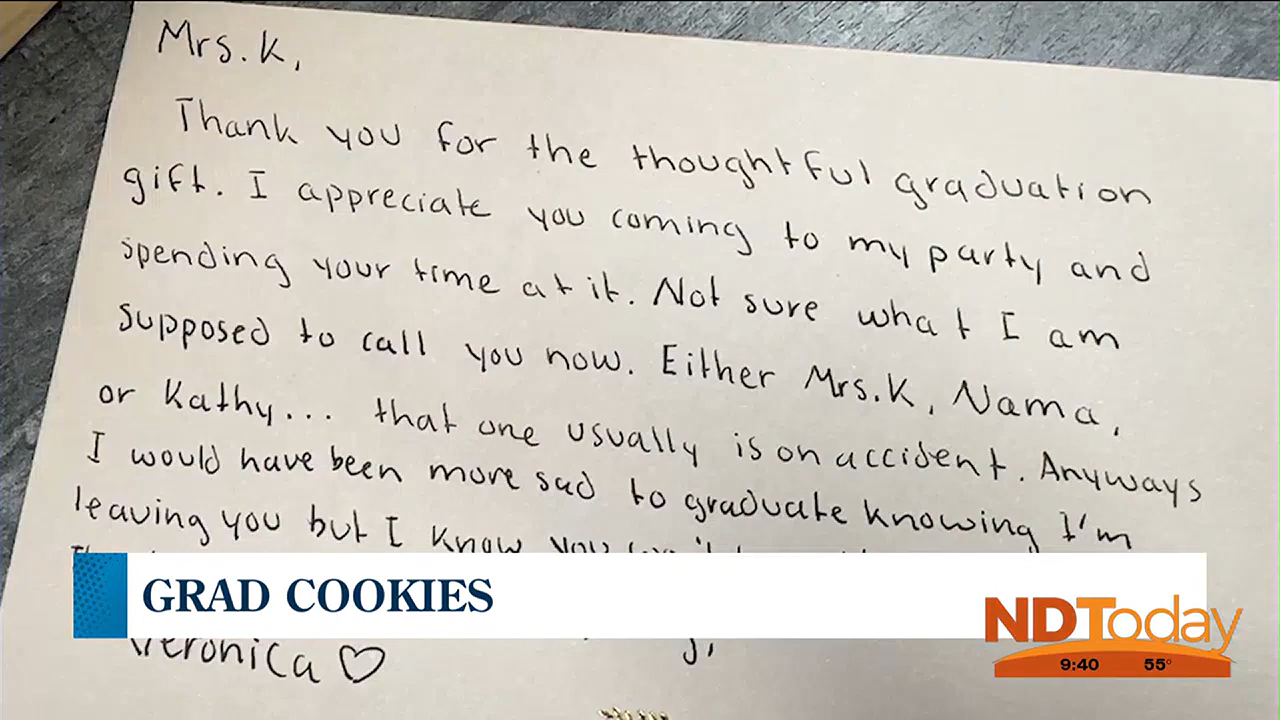 Mrs. K,
Thank you for the thoughtful graduation
gift. I appreciate you coming to my party and
spending your time at it. Not sure what I am
supposed to call you now. Either Mrs. K, Nama,
or Kathy... that one usually is on accident. Anyways
I would have been more sad to graduate knowing I'm
leaving you but I know you
Veronica ♡
GRAD COOKIES
NDToday
9:40 55°